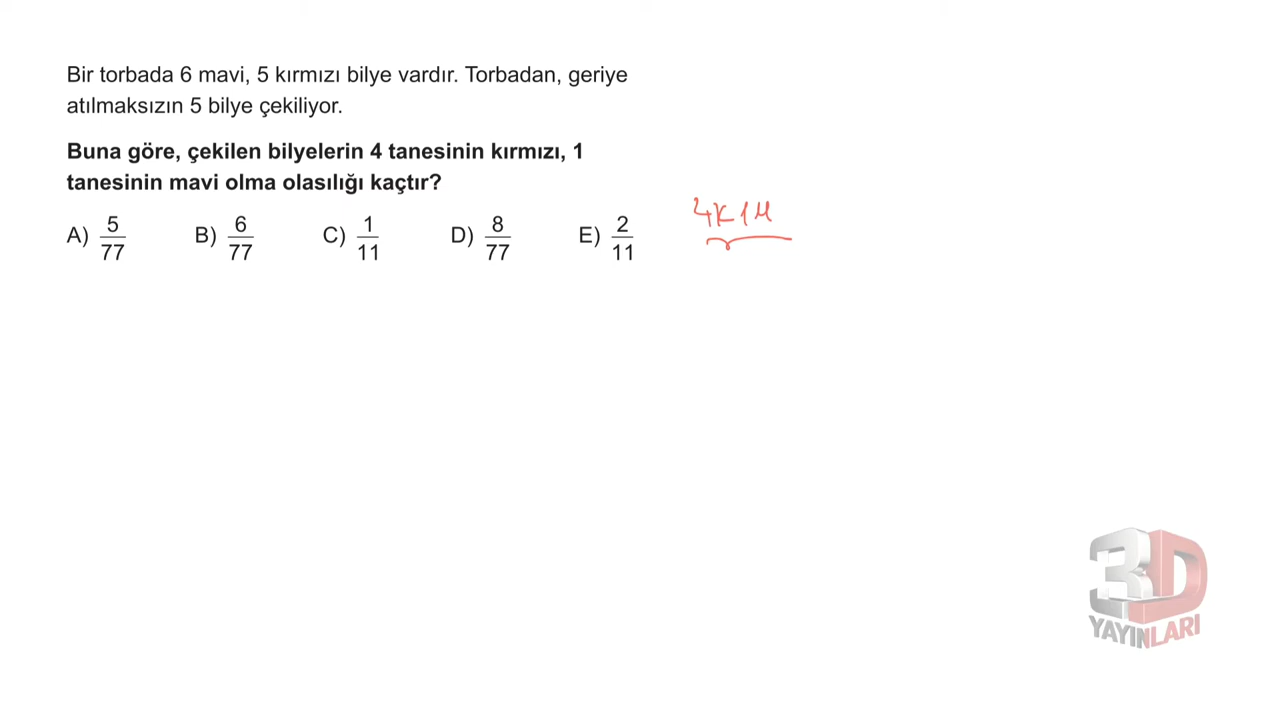 Bir torbada 6 mavi, 5 kırmızı bilye vardır. Torbadan, geriye
atılmaksızın 5 bilye çekiliyor.
Buna göre, çekilen bilyelerin 4 tanesinin kırmızı, 1
tanesinin mavi olma olasılığı kaçtır?
A) 5/77 B) 6/77 C) 1/11 D) 8/77 E) 2/11
4K1M
3D
YAYINLARI